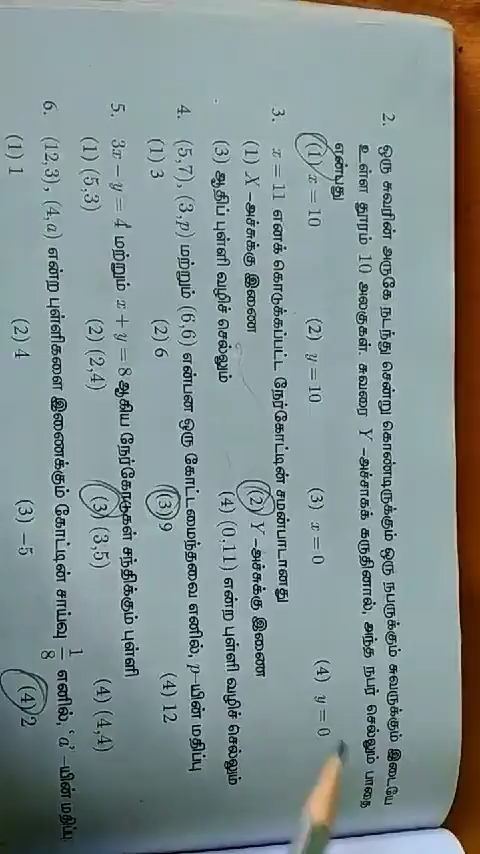 2. ஒரு சுவரின் அருகே நடந்து சென்று கொண்டிருக்கும் ஒரு நபருக்கும் சுவருக்கும் இடையே
உள்ள தூரம் 10 அலகுகள். சுவரை Y -அச்சாகக் கருதினால், அந்த நபர் செல்லும் பாதை
என்பது
(1) x = 10 (2) y = 10 (3) x = 0 (4) y = 0
3. x = 11 எனக் கொடுக்கப்பட்ட நேர்கோட்டின் சமன்பாடானது
(1) X -அச்சுக்கு இணை (2) Y -அச்சுக்கு இணை
(3) ஆதிப் புள்ளி வழிச் செல்லும் (4) (0,11) என்ற புள்ளி வழிச் செல்லும்
4. (5,7), (3,p) மற்றும் (6,6) என்பன ஒரு கோட்டமைந்தவை எனில், p-யின் மதிப்பு
(1) 3 (2) 6 (3) 9 (4) 12
5. 3x − y = 4 மற்றும் x + y = 8 ஆகிய நேர்கோடுகள் சந்திக்கும் புள்ளி
(1) (5,3) (2) (2,4) (3) (3,5) (4) (4,4)
6. (12,3), (4,a) என்ற புள்ளிகளை இணைக்கும் கோட்டின் சாய்வு 1/8 எனில், 'a' -யின் மதிப்பு
(1) 1 (2) 4 (3) −5 (4) 2